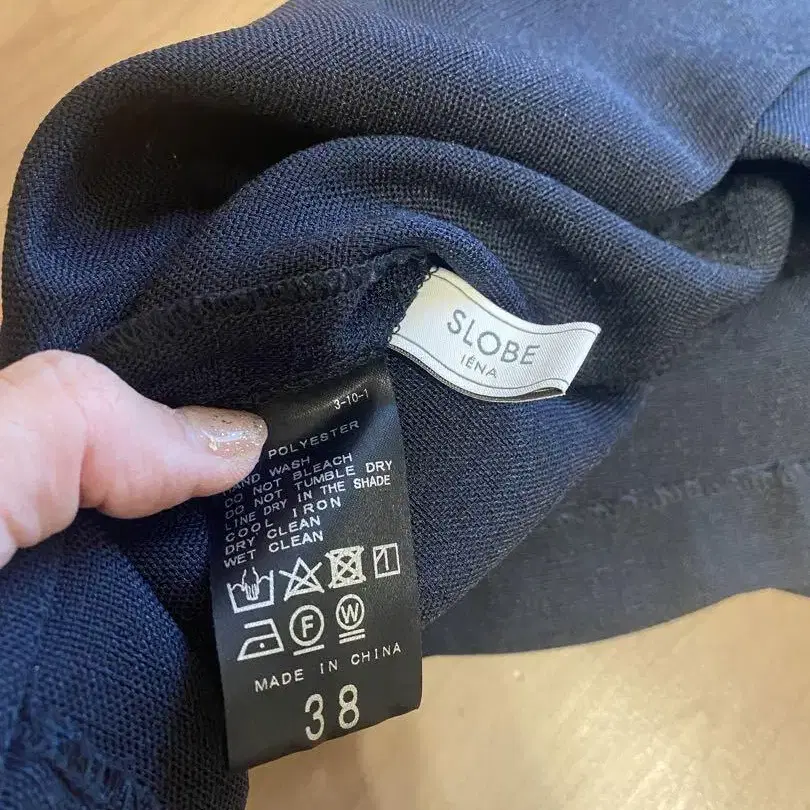 SLOBE
IÉNA
3-10-1
POLYESTER
HAND WASH
DO NOT BLEACH
DO NOT TUMBLE DRY
LINE DRY IN THE SHADE
COOL IRON
DRY CLEAN
WET CLEAN
F
W
MADE IN CHINA
38